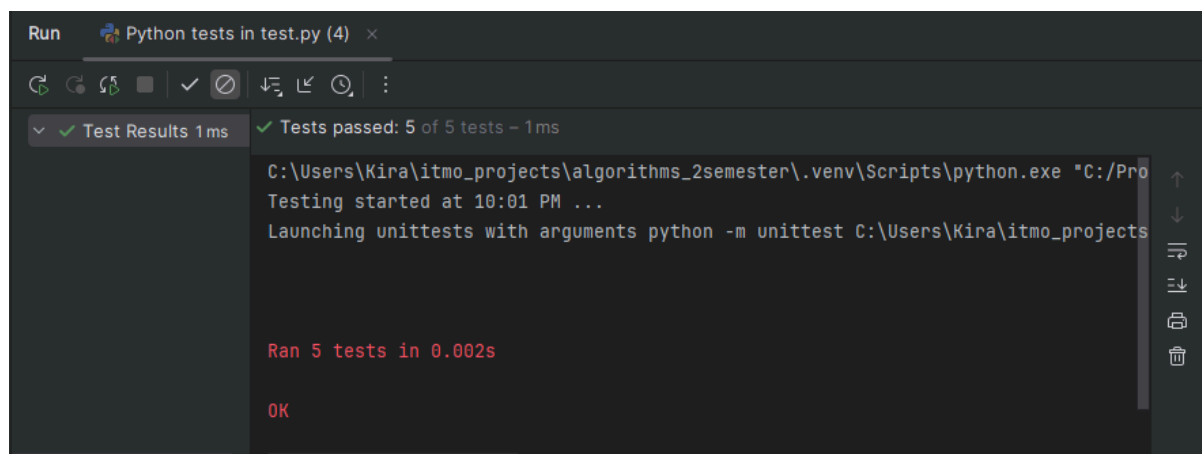 Run Python tests in test.py (4)
Test Results 1 ms
Tests passed: 5 of 5 tests – 1 ms
C:\Users\Kira\itmo_projects\algorithms_2semester\.venv\Scripts\python.exe "C:/Pro
Testing started at 10:01 PM ...
Launching unittests with arguments python -m unittest C:\Users\Kira\itmo_projects
Ran 5 tests in 0.002s
OK